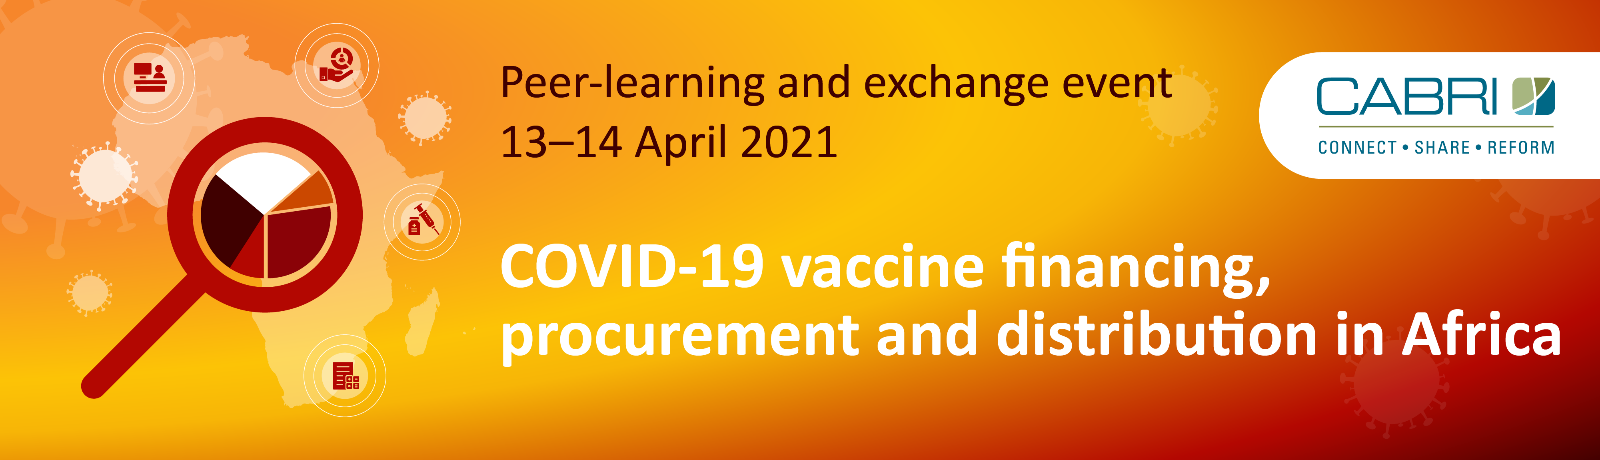 Peer-learning and exchange event
13–14 April 2021
CABRI
CONNECT • SHARE • REFORM
COVID-19 vaccine financing,
procurement and distribution in Africa